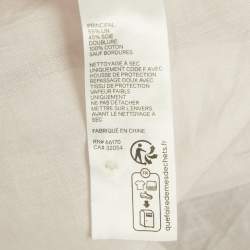 PRINCIPAL
55% LIN
45% SOIE
DOUBLURE
100% COTON
SAUF BORDURES
NETTOYAGE À SEC
UNIQUEMENT CODE F AVEC
HOUSSE DE PROTECTION
REPASSAGE DOUX AVEC
TISSU DE PROTECTION
VAPEUR FAIBLE
NE PAS DÉTACHER
METTRE SUR L'ENVERS
AVANT LE NETTOYAGE À
SEC
FABRIQUÉ EN CHINE
RN# 66170
CA# 32054
FR
quefairedemesdechets.fr